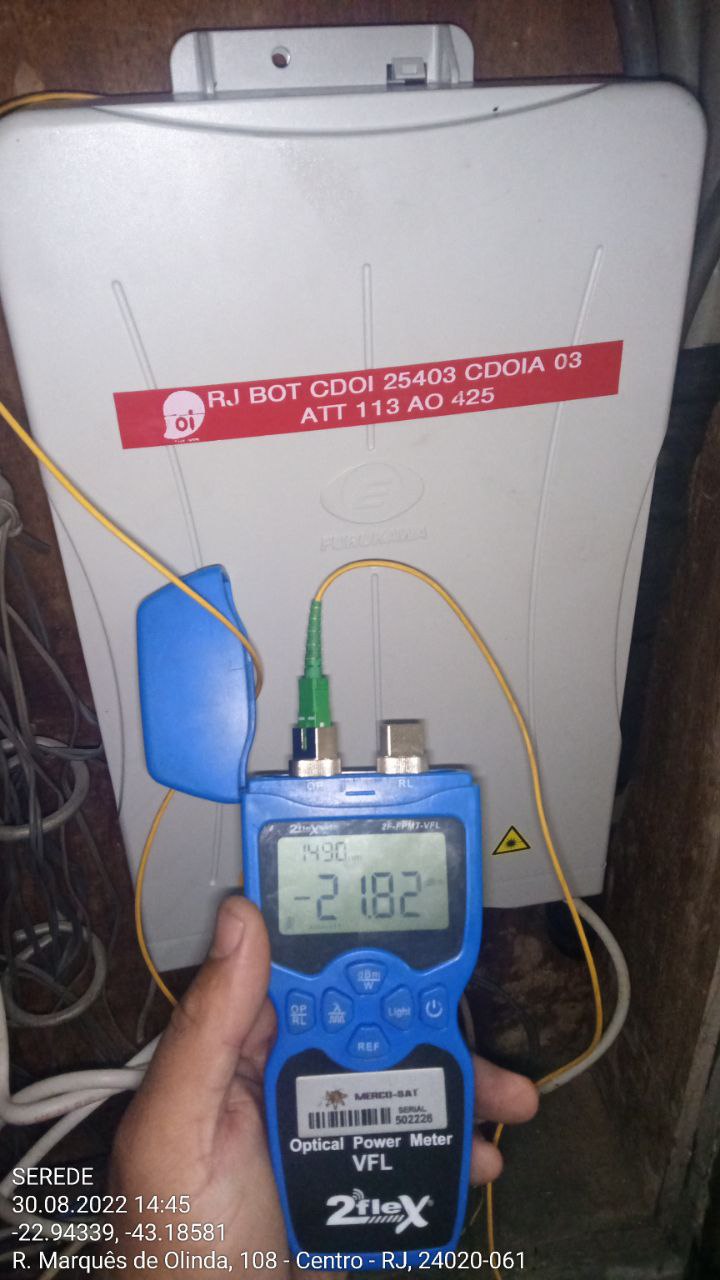 RJ BOT CDOI 25403 CDOIA 03
oi ATT 113 AO 425
FURUKAWA
OP RL
2flex 2F-FPM7-VFL
1490
-21.82
dBm
W
OP
RL
λ
Light
REF
MERCO-SAT
SERIAL
502226
Optical Power Meter
VFL
2flex
SEREDE
30.08.2022 14:45
-22.94339, -43.18581
R. Marquês de Olinda, 108 - Centro - RJ, 24020-061